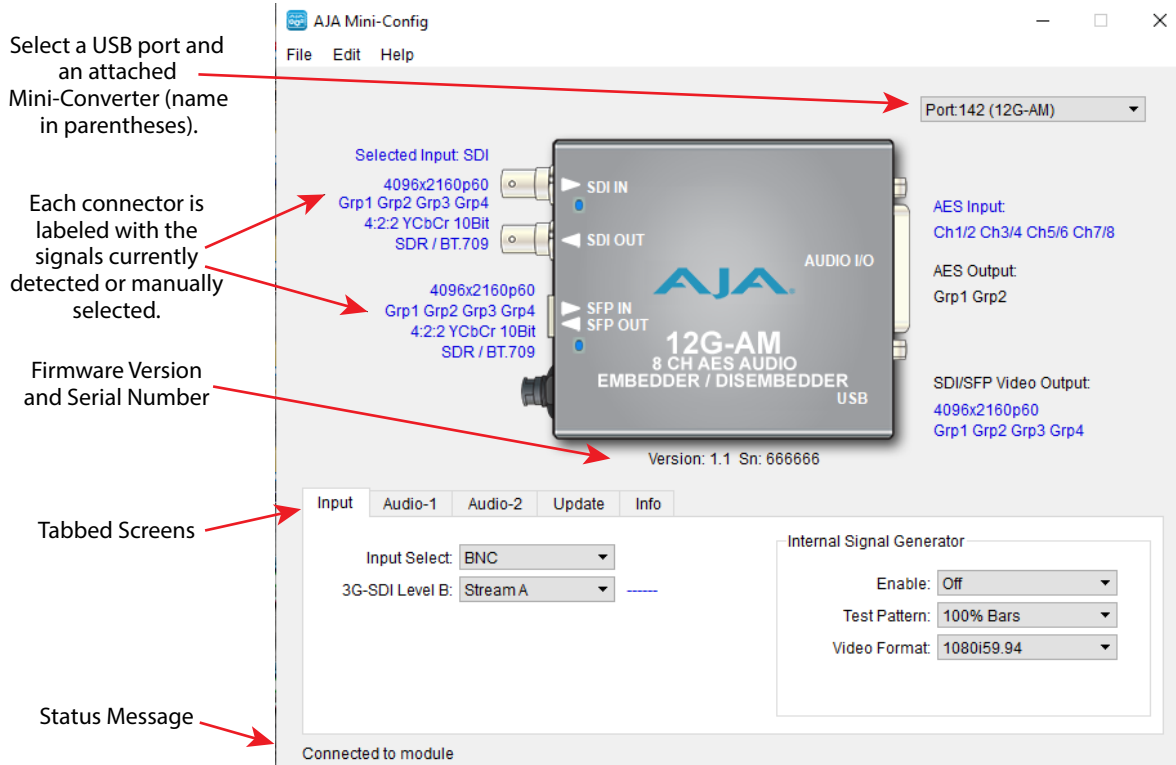 AJA Mini-Config
File Edit Help
Select a USB port and
an attached
Mini-Converter (name
in parentheses).
Port:142 (12G-AM)
Selected Input: SDI
4096x2160p60
Grp1 Grp2 Grp3 Grp4
4:2:2 YCbCr 10Bit
SDR / BT.709
Each connector is
labeled with the
signals currently
detected or manually
selected.
4096x2160p60
Grp1 Grp2 Grp3 Grp4
4:2:2 YCbCr 10Bit
SDR / BT.709
SDI IN
SDI OUT
AUDIO I/O
AJA
SFP IN
SFP OUT
12G-AM
8 CH AES AUDIO
EMBEDDER / DISEMBEDDER
USB
AES Input:
Ch1/2 Ch3/4 Ch5/6 Ch7/8
AES Output:
Grp1 Grp2
SDI/SFP Video Output:
4096x2160p60
Grp1 Grp2 Grp3 Grp4
Firmware Version
and Serial Number
Version: 1.1 Sn: 666666
Tabbed Screens
Input Audio-1 Audio-2 Update Info
Input Select: BNC
3G-SDI Level B: Stream A ------
Internal Signal Generator
Enable: Off
Test Pattern: 100% Bars
Video Format: 1080i59.94
Status Message
Connected to module